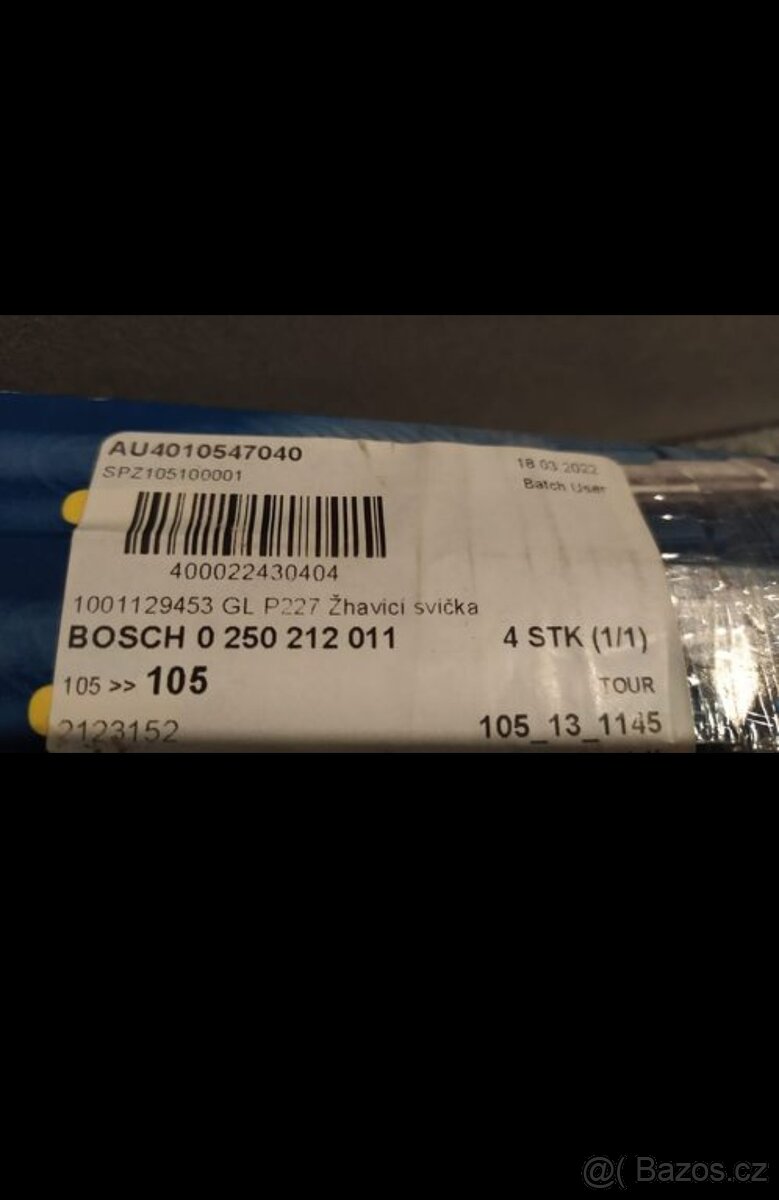 AU4010547040
SPZ105100001
18.03.2022
Batch User
400022430404
1001129453 GL P227 Žhavicí svíčka
BOSCH 0 250 212 011 4 STK (1/1)
105 >> 105 TOUR
2123152 105_13_1145
@( Bazos.cz